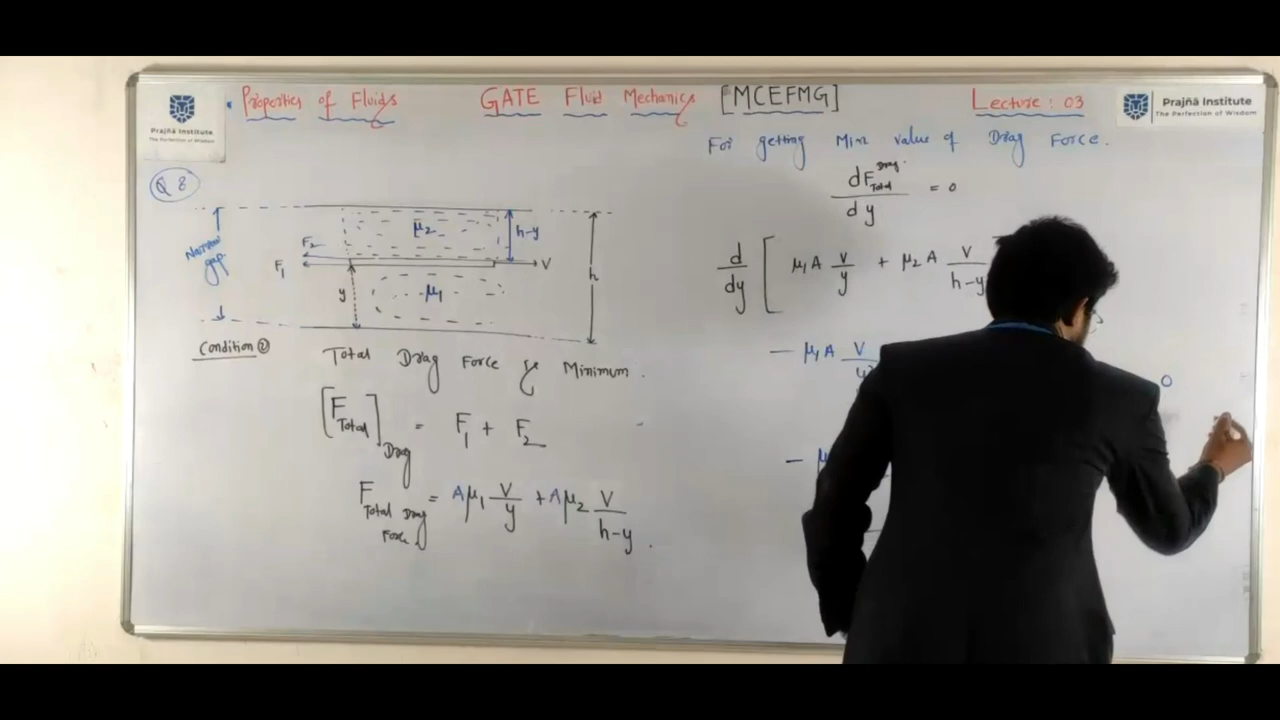 Prajñā Institute
The Perfection of Wisdom
• Properties of Fluids
GATE Fluid Mechanics [MCEFMG]
Lecture : 03
Prajñā Institute
The Perfection of Wisdom
Q 8
Narrow gap
μ2
h-y
F2
F1
V
h
y
μ1
Condition ②
Total Drag Force is Minimum.
[F Total] Drag = F1 + F2
F Total Drag Force = Aμ1 V/y + Aμ2 V/h-y .
For getting Min value of Drag Force.
dF Total Drag / dy = 0
d/dy [ μ1 A V/y + μ2 A V/h-y
- μ1 A V/y2
0
- μ